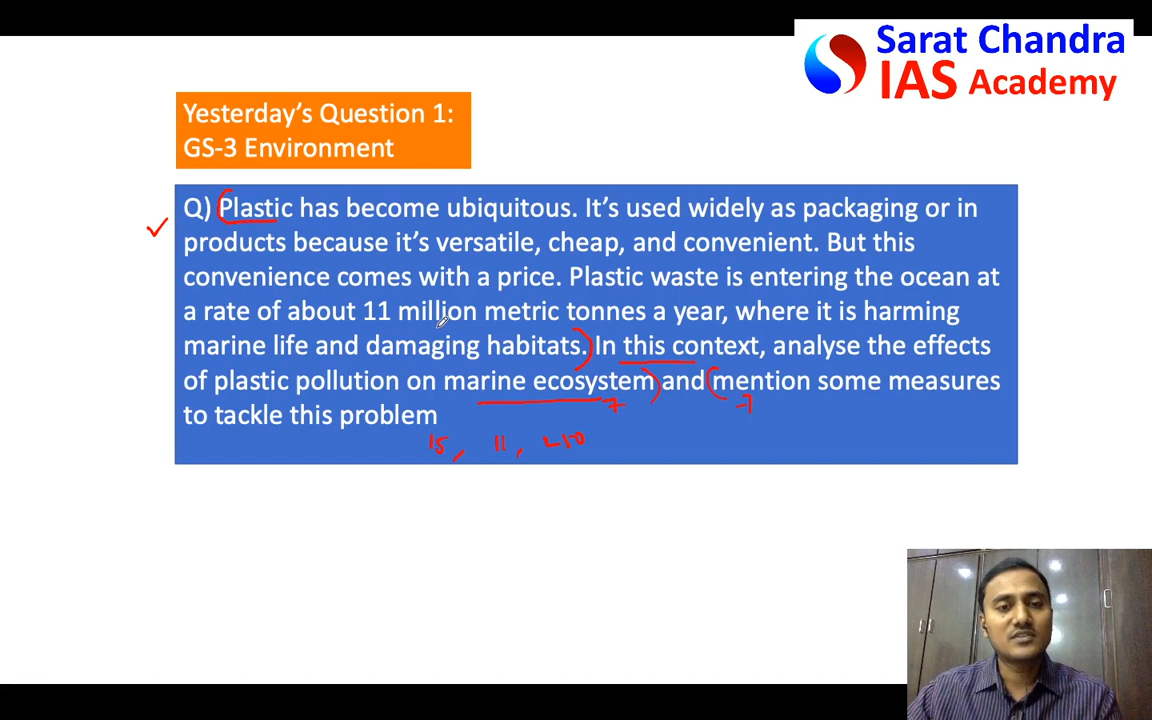 Sarat Chandra
IAS Academy
Yesterday's Question 1:
GS-3 Environment
Q) Plastic has become ubiquitous. It's used widely as packaging or in
products because it's versatile, cheap, and convenient. But this
convenience comes with a price. Plastic waste is entering the ocean at
a rate of about 11 million metric tonnes a year, where it is harming
marine life and damaging habitats. In this context, analyse the effects
of plastic pollution on marine ecosystem and mention some measures
to tackle this problem
15, 11,